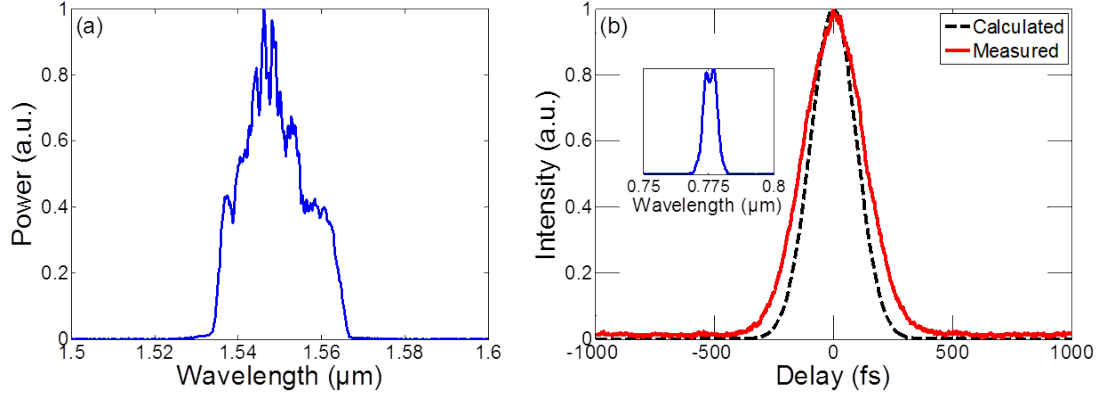 (a)
Power (a.u.)
1
0.8
0.6
0.4
0.2
0
1.5
1.52
1.54
1.56
1.58
1.6
Wavelength (µm)
(b)
Calculated
Measured
Intensity (a.u.)
1
0.8
0.6
0.4
0.2
0
-1000
-500
0
500
1000
Delay (fs)
0.75
0.775
0.8
Wavelength (µm)